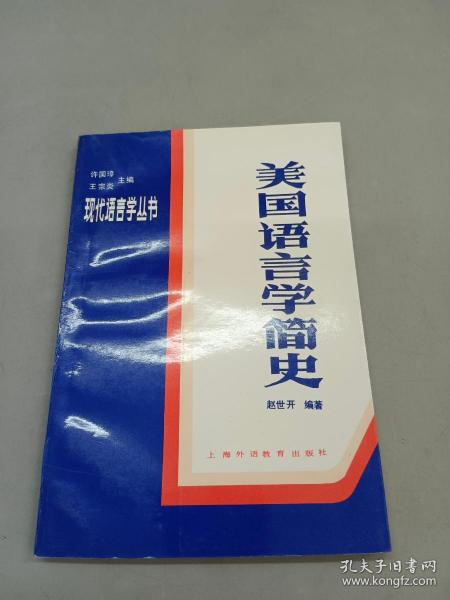 许国璋
王宗炎
主编
现代语言学丛书
美国语言学简史
赵世开 编著
上海外语教育出版社
孔夫子旧书网
www.kongfz.com